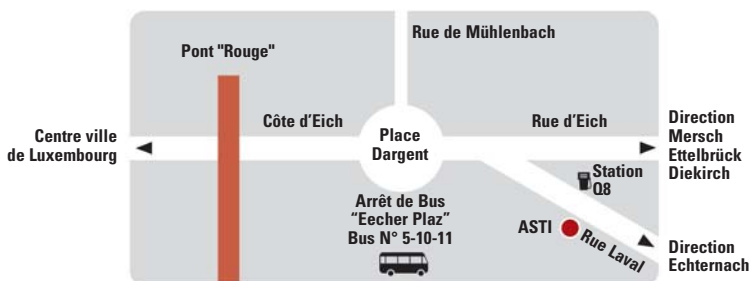 Rue de Mühlenbach
Pont "Rouge"
Centre ville
de Luxembourg
Côte d'Eich
Place
Dargent
Rue d'Eich
Direction
Mersch
Ettelbrück
Diekirch
Station
Q8
Arrêt de Bus
"Eecher Plaz"
Bus N° 5-10-11
ASTI
Rue Laval
Direction
Echternach